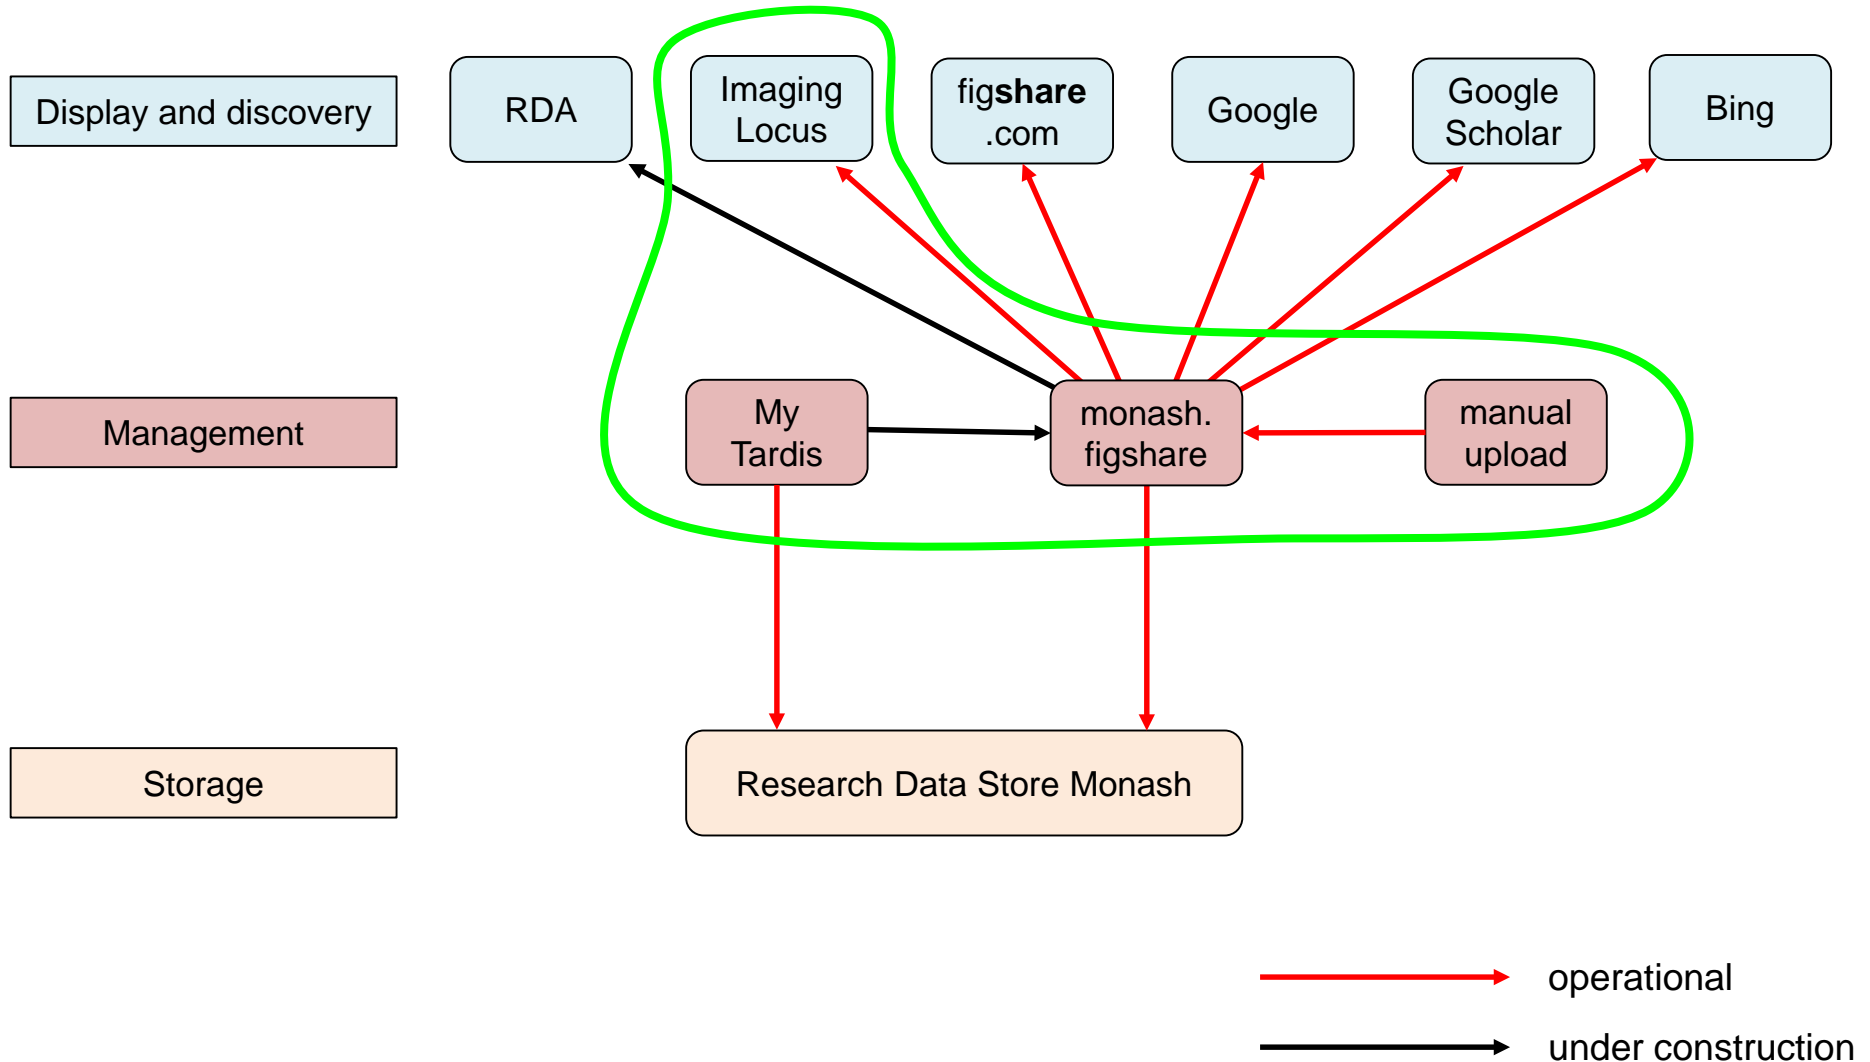 Display and discovery
RDA
Imaging
Locus
figshare
.com
Google
Google
Scholar
Bing
Management
My
Tardis
monash.
figshare
manual
upload
Storage
Research Data Store Monash
operational
under construction